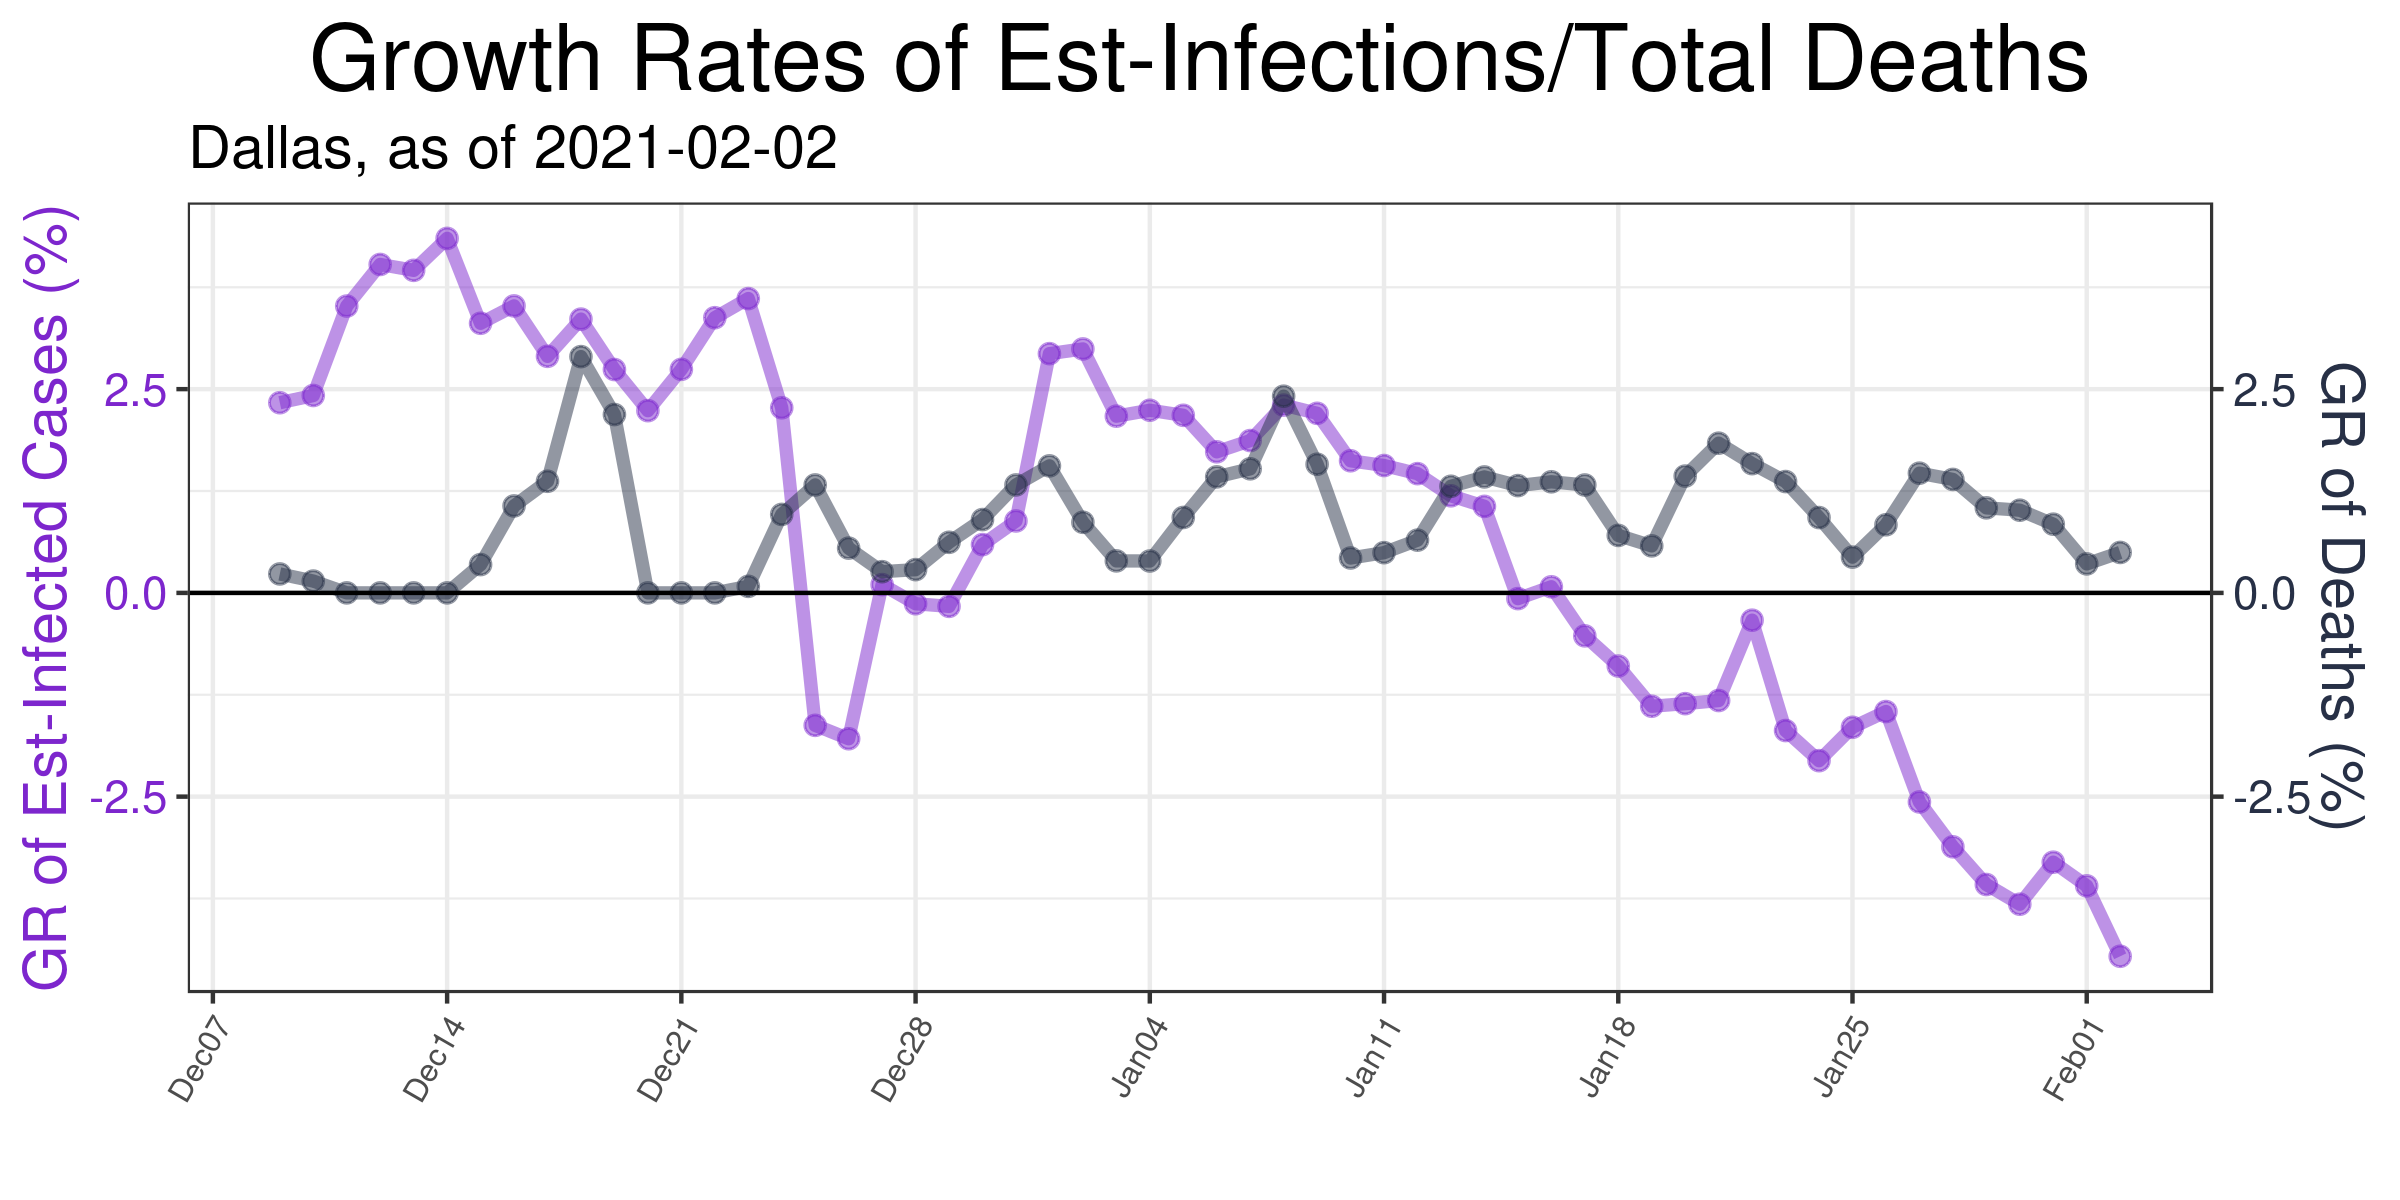 Growth Rates of Est-Infections/Total Deaths
Dallas, as of 2021-02-02
GR of Est-Infected Cases (%)
2.5
0.0
-2.5
2.5
0.0
-2.5
GR of Deaths (%)
Dec07
Dec14
Dec21
Dec28
Jan04
Jan11
Jan18
Jan25
Feb01